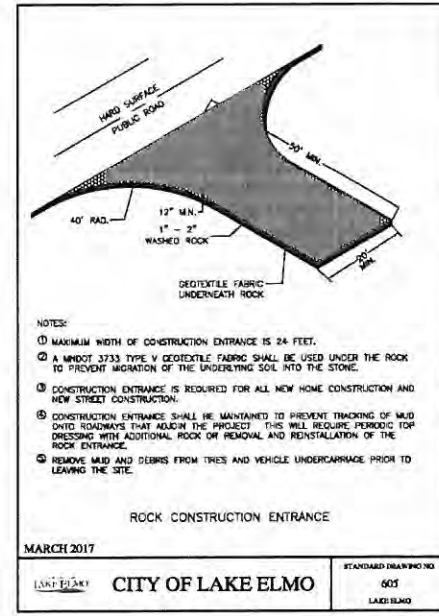 HARD SURFACE
PUBLIC ROAD
50' MIN.
40' RAD.
12" MIN.
1" - 2"
WASHED ROCK
20'
MIN.
GEOTEXTILE FABRIC
UNDERNEATH ROCK
NOTES:
① MAXIMUM WIDTH OF CONSTRUCTION ENTRANCE IS 24 FEET.
② A MNDOT 3733 TYPE V GEOTEXTILE FABRIC SHALL BE USED UNDER THE ROCK
TO PREVENT MIGRATION OF THE UNDERLYING SOIL INTO THE STONE.
③ CONSTRUCTION ENTRANCE IS REQUIRED FOR ALL NEW HOME CONSTRUCTION AND
NEW STREET CONSTRUCTION.
④ CONSTRUCTION ENTRANCE SHALL BE MAINTAINED TO PREVENT TRACKING OF MUD
ONTO ROADWAYS THAT ADJOIN THE PROJECT THIS WILL REQUIRE PERIODIC TOP
DRESSING WITH ADDITIONAL ROCK OR REMOVAL AND REINSTALLATION OF THE
ROCK ENTRANCE.
⑤ REMOVE MUD AND DEBRIS FROM TIRES AND VEHICLE UNDERCARRIAGE PRIOR TO
LEAVING THE SITE.
ROCK CONSTRUCTION ENTRANCE
MARCH 2017
LAKE ELMO
CITY OF LAKE ELMO
STANDARD DRAWING NO.
605
LAKE ELMO